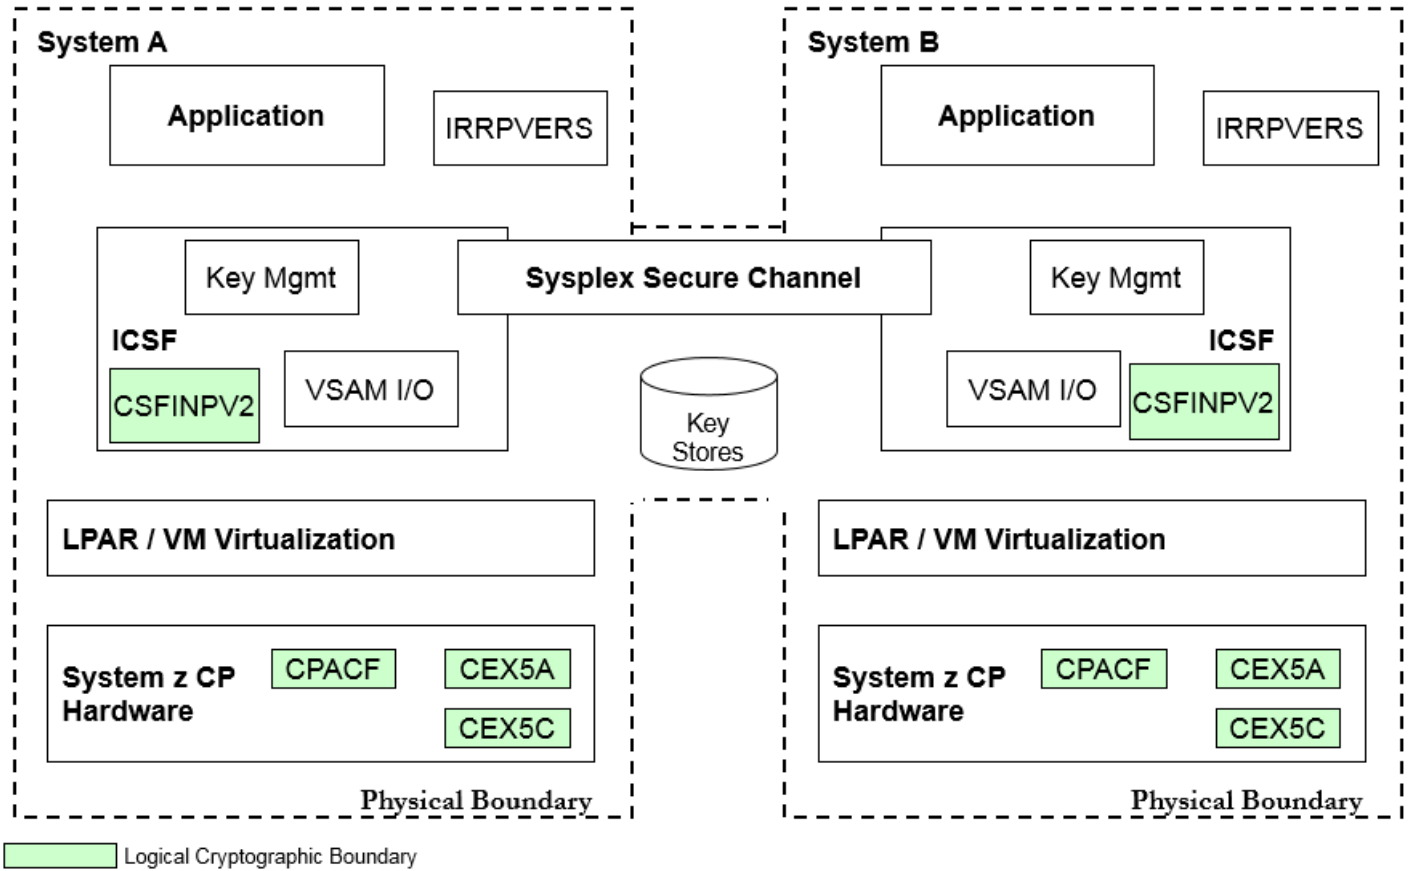 System A
Application
IRRPVERS
Key Mgmt
ICSF
CSFINPV2
VSAM I/O
LPAR / VM Virtualization
System z CP
Hardware
CPACF
CEX5A
CEX5C
Physical Boundary
Sysplex Secure Channel
Key
Stores
System B
Application
IRRPVERS
Key Mgmt
ICSF
VSAM I/O
CSFINPV2
LPAR / VM Virtualization
System z CP
Hardware
CPACF
CEX5A
CEX5C
Physical Boundary
Logical Cryptographic Boundary